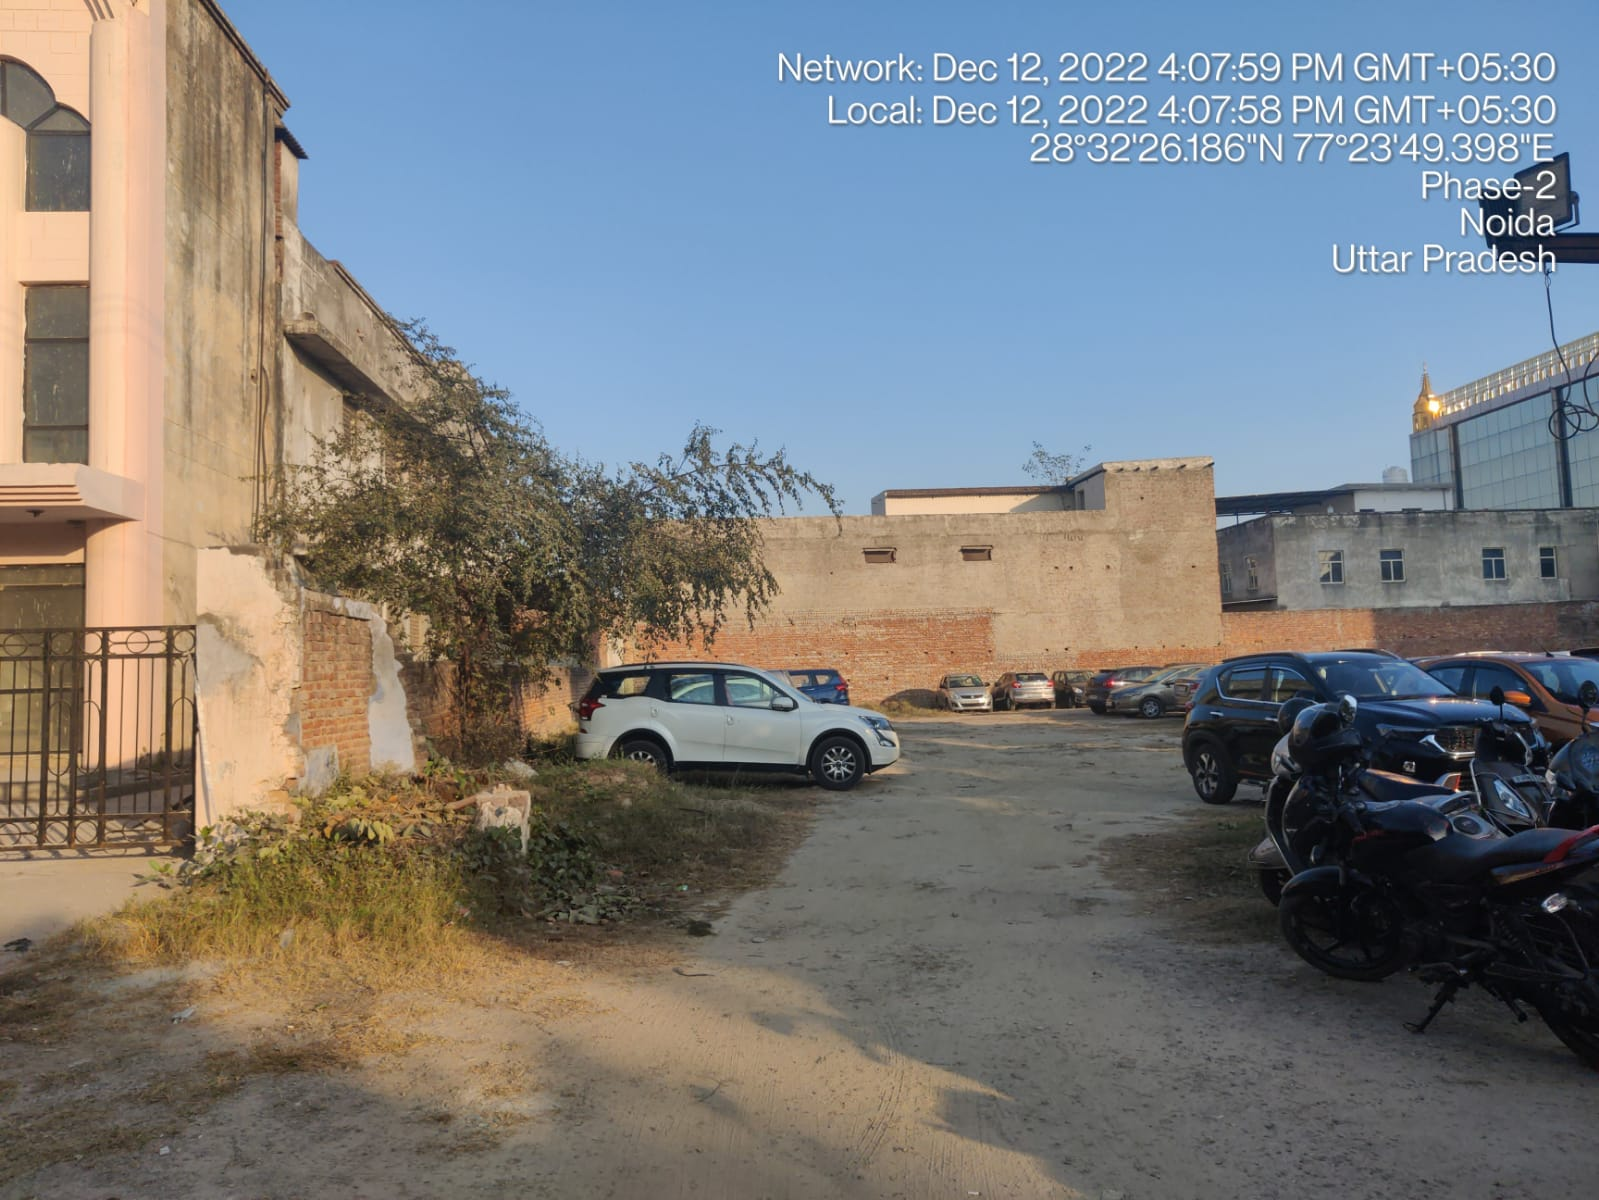 Network: Dec 12, 2022 4:07:59 PM GMT+05:30
Local: Dec 12, 2022 4:07:58 PM GMT+05:30
28°32'26.186"N 77°23'49.398"E
Phase-2
Noida
Uttar Pradesh